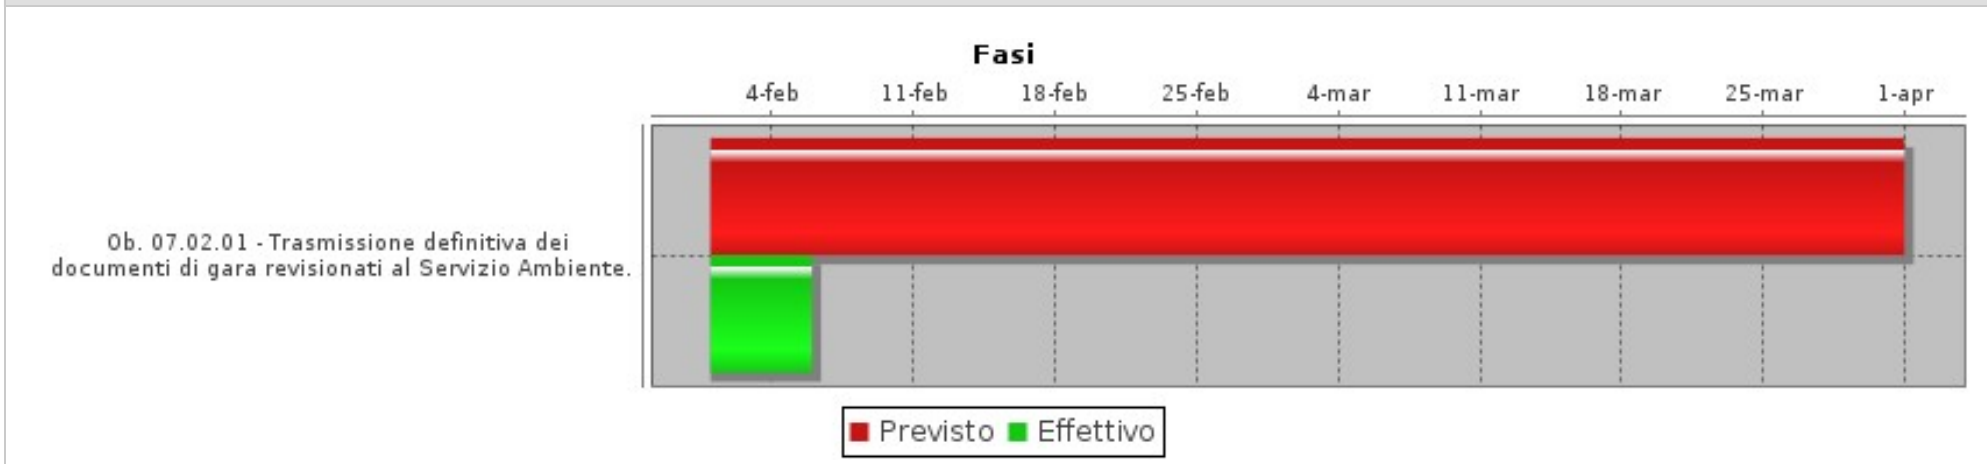 Fasi
4-feb 11-feb 18-feb 25-feb 4-mar 11-mar 18-mar 25-mar 1-apr
Ob. 07.02.01 - Trasmissione definitiva dei
documenti di gara revisionati al Servizio Ambiente.
Previsto Effettivo